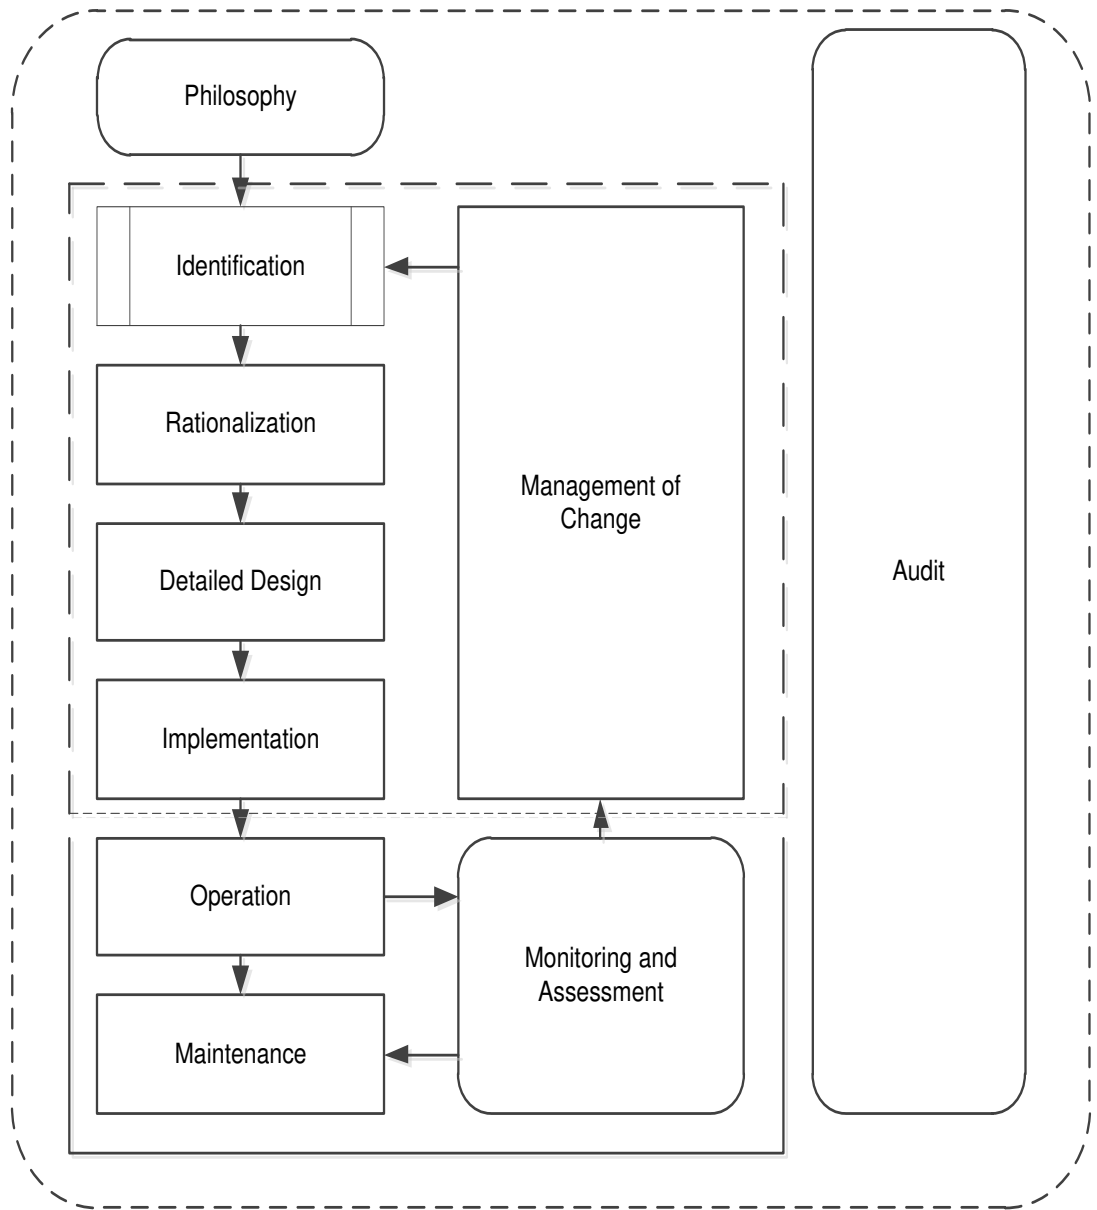 Philosophy
Identification
Rationalization
Detailed Design
Implementation
Operation
Maintenance
Management of
Change
Monitoring and
Assessment
Audit